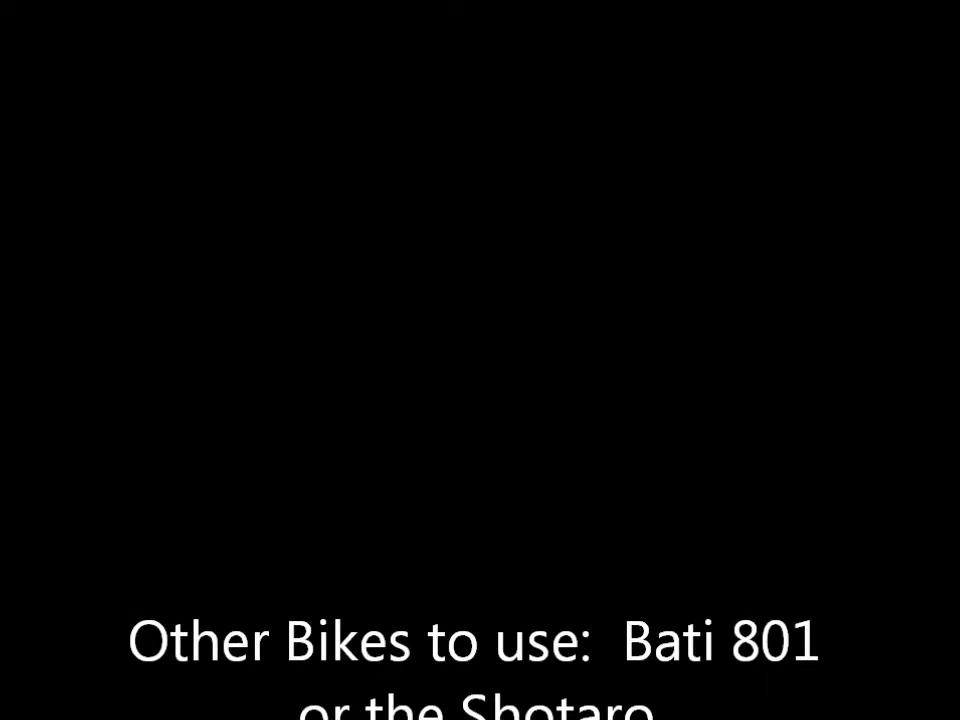 Other Bikes to use:  Bati 801
or the Shotaro